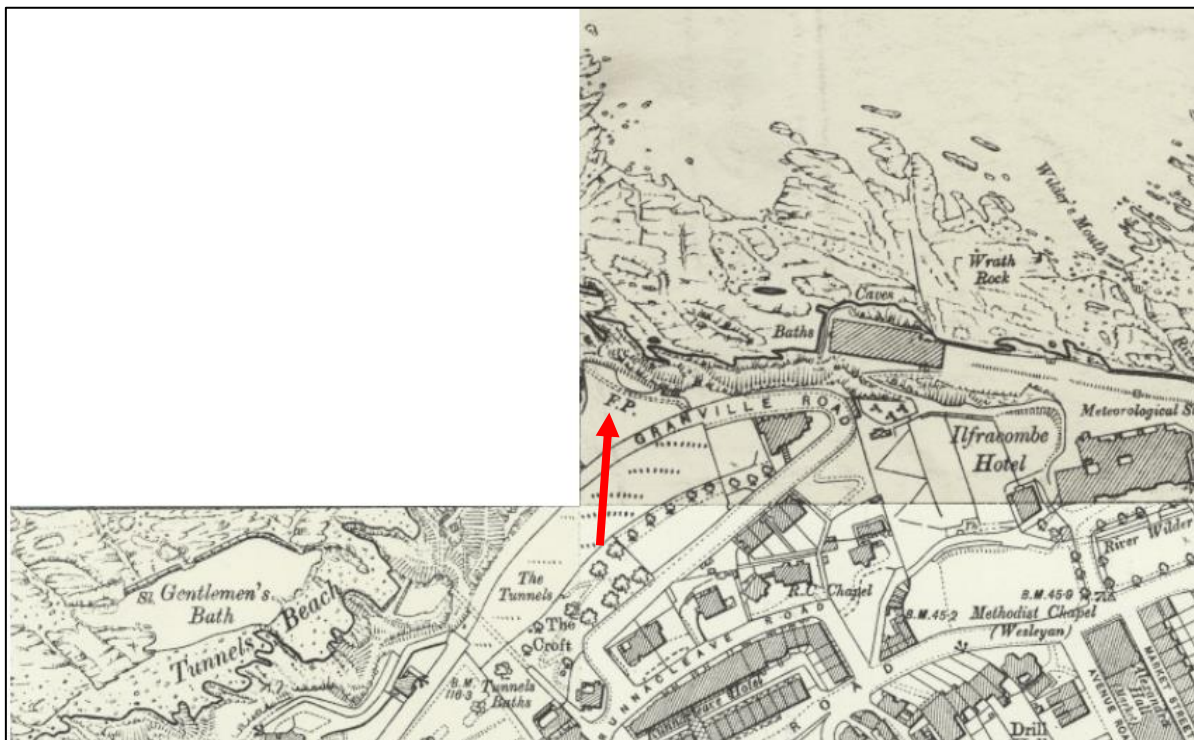 Wilder's Mouth
Wrath
Rock
Caves
Baths
F.P.
GRANVILLE ROAD
Meteorological
Ilfracombe
Hotel
River Wilder
Gentlemen's
Bath
Tunnels Beach
The
Tunnels
The
Croft
B.M.
116·3
Tunnels
Baths
R.C. Chapel
B.M. 45·9
B.M. 45·2
Methodist Chapel
(Wesleyan)
RUNNACLEAVE ROAD
Hotel
AVENUE ROAD
MARKET STREET
Drill